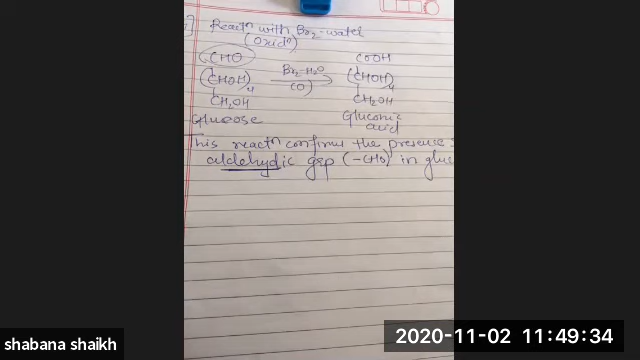 Reactⁿ with Br₂-water
(Oxidⁿ)
CHO COOH
(CHOH)₄ Br₂-H₂O (CHOH)₄
(O)
CH₂OH CH₂OH
Glucose Gluconic
acid
This reactⁿ confirms the presence
aldehydic grp (-CHO) in
shabana shaikh
2020-11-02 11:49:34